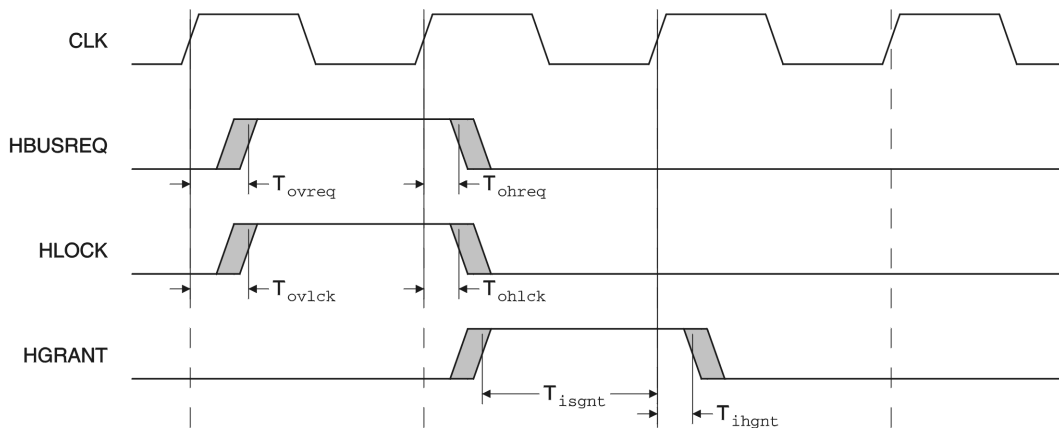 CLK
HBUSREQ
Tovreq
Tohreq
HLOCK
Tovlck
Tohlck
HGRANT
Tisgnt
Tihgnt